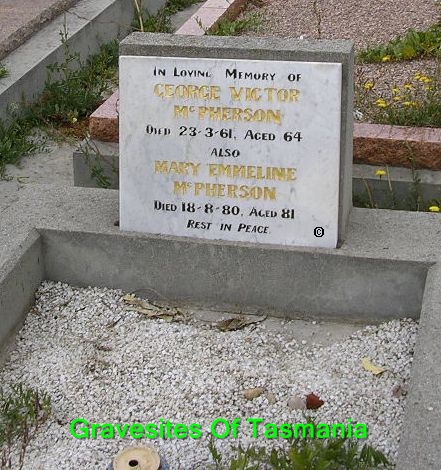 In Loving Memory of
GEORGE VICTOR
McPHERSON
Died 23-3-61, Aged 64
ALSO
MARY EMMELINE
McPHERSON
Died 18-8-80, Aged 81
Rest in Peace.
©
Gravesites Of Tasmania